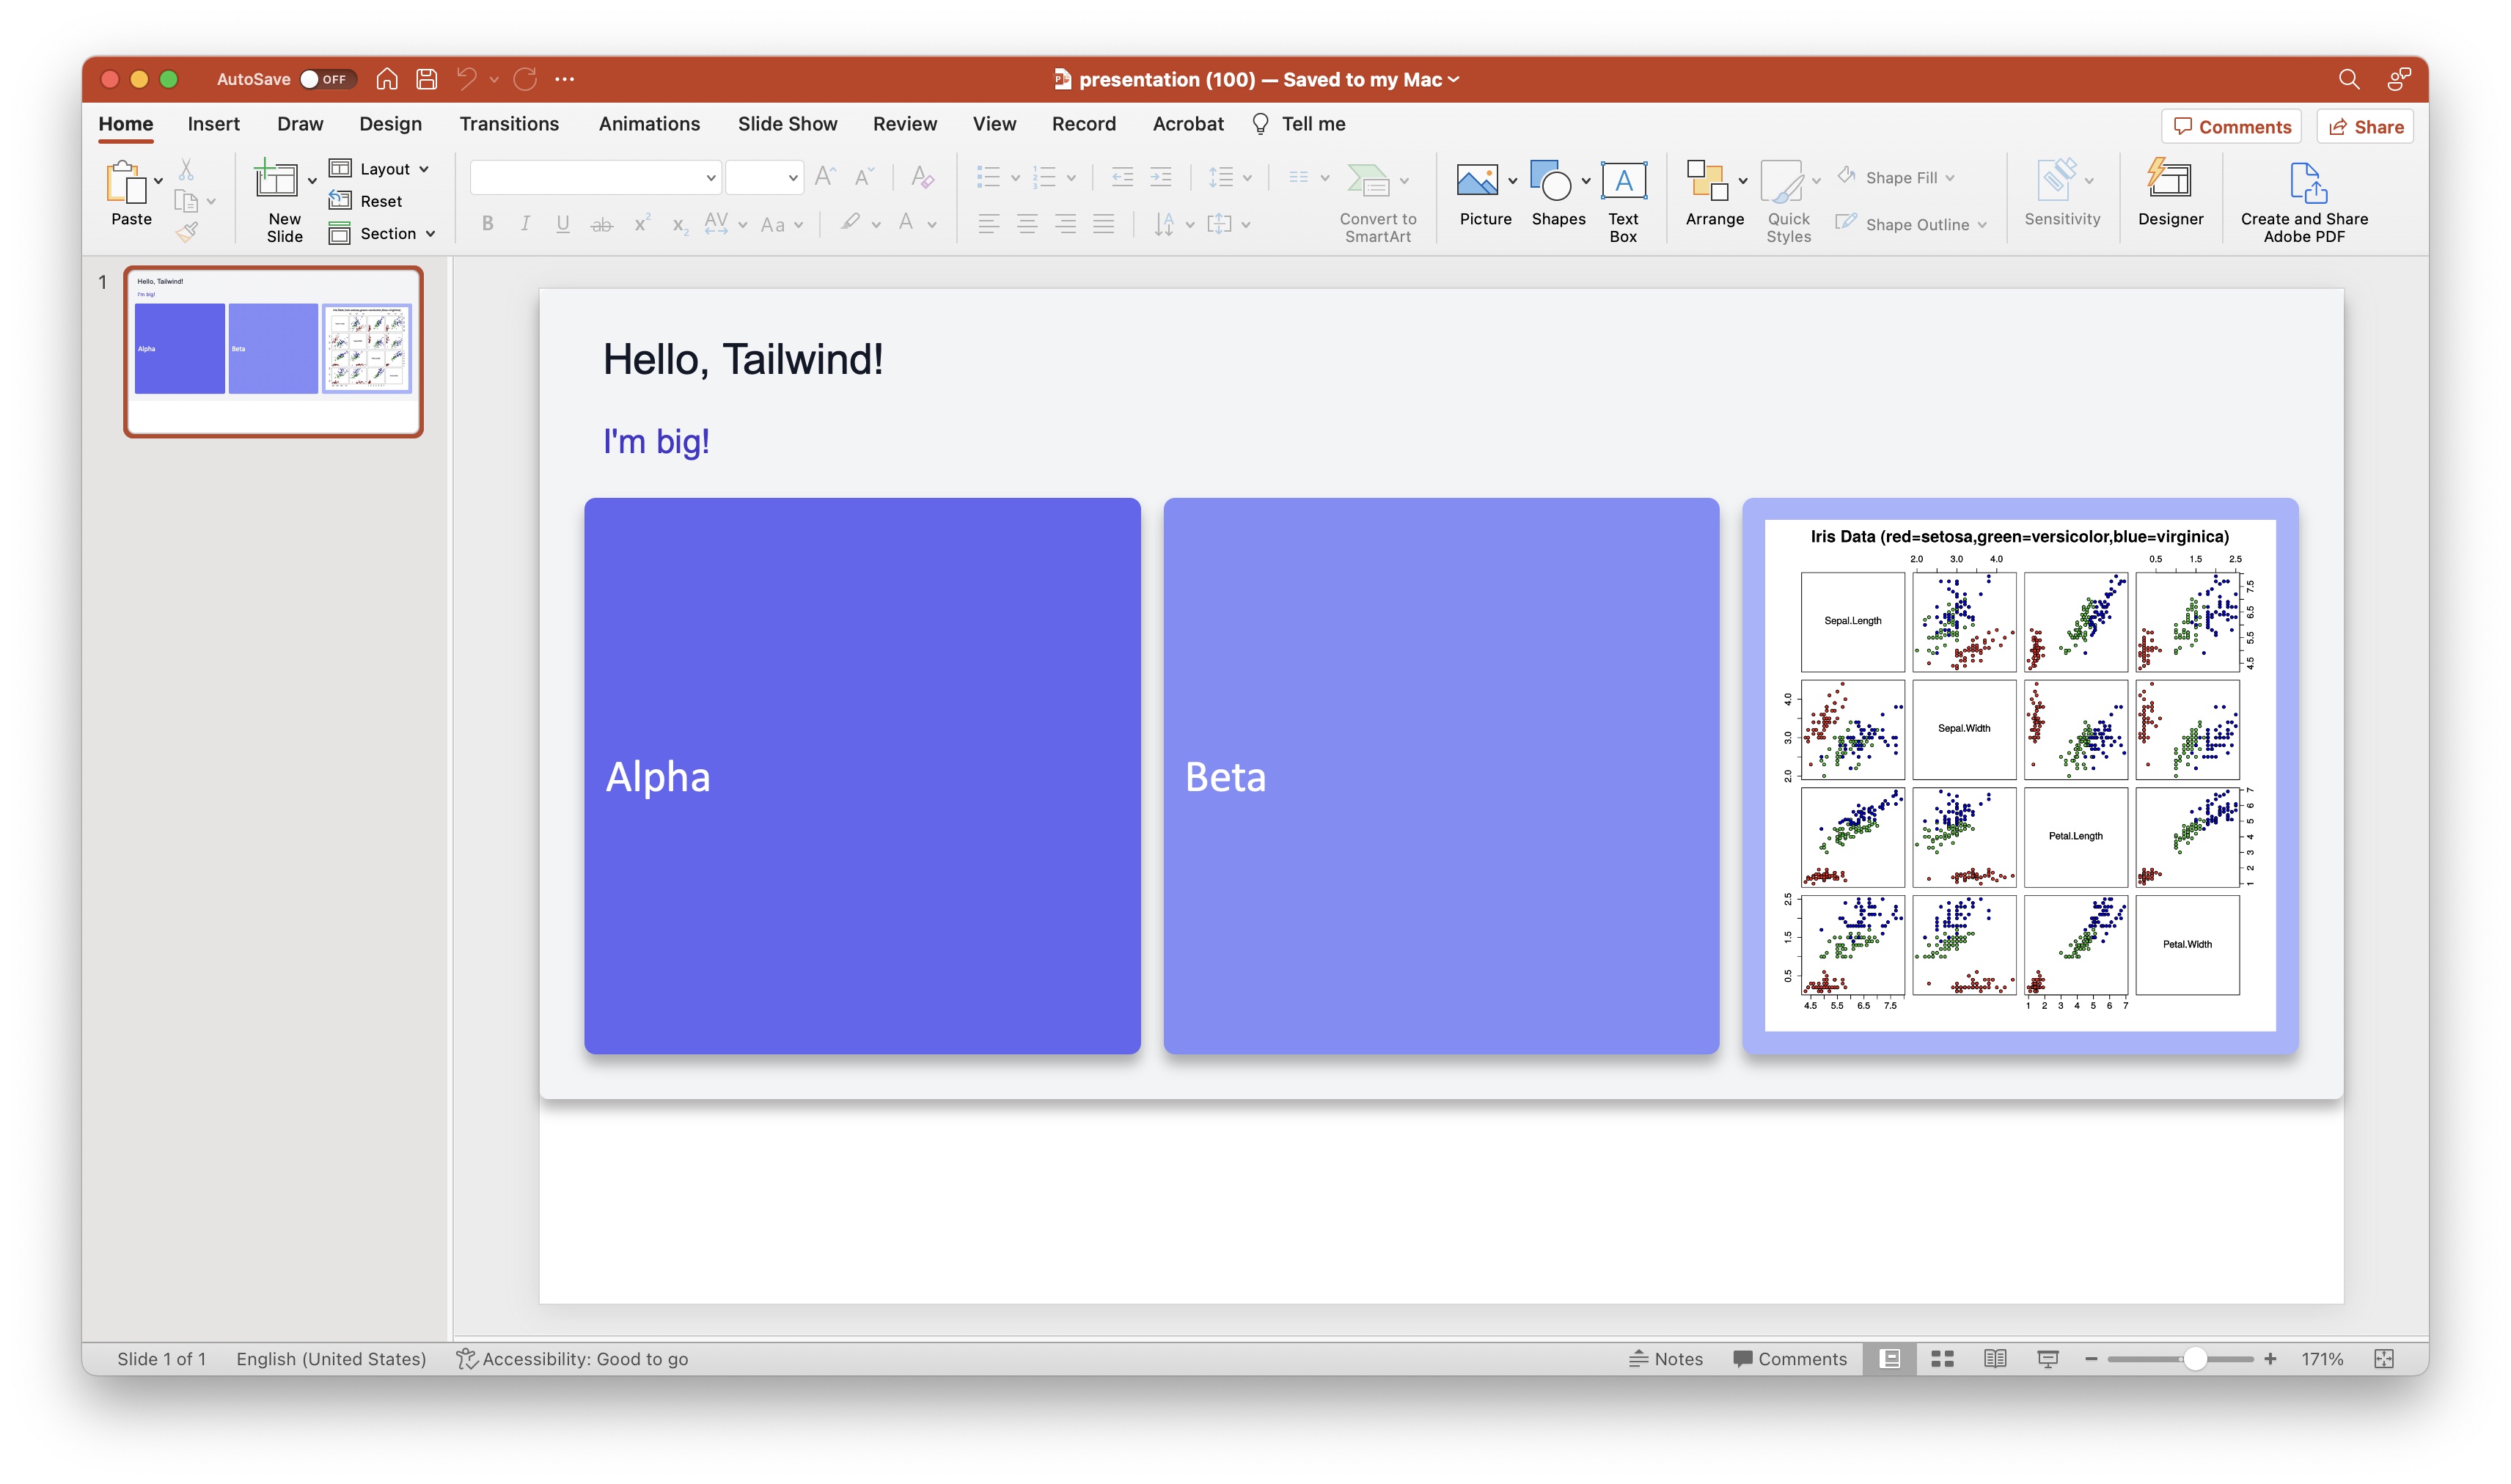 AutoSave OFF
presentation (100) — Saved to my Mac
Home Insert Draw Design Transitions Animations Slide Show Review View Record Acrobat Tell me
Comments Share
Paste
New
Slide
Layout
Reset
Section
B I U ab x² x₂ AV Aa A
Convert to
SmartArt
Picture Shapes Text
Box
Arrange Quick
Styles
Shape Fill
Shape Outline
Sensitivity
Designer
Create and Share
Adobe PDF
1
Hello, Tailwind!
I'm big!
Alpha Beta
Hello, Tailwind!
I'm big!
Alpha
Beta
Iris Data (red=setosa,green=versicolor,blue=virginica)
2.0 3.0 4.0 0.5 1.5 2.5
Sepal.Length
4.5 5.5 6.5 7.5
2.0 3.0 4.0
Sepal.Width
Petal.Length
1 2 3 4 5 6 7
0.5 1.5 2.5
Petal.Width
4.5 5.5 6.5 7.5 1 2 3 4 5 6 7
Slide 1 of 1 English (United States) Accessibility: Good to go Notes Comments 171%